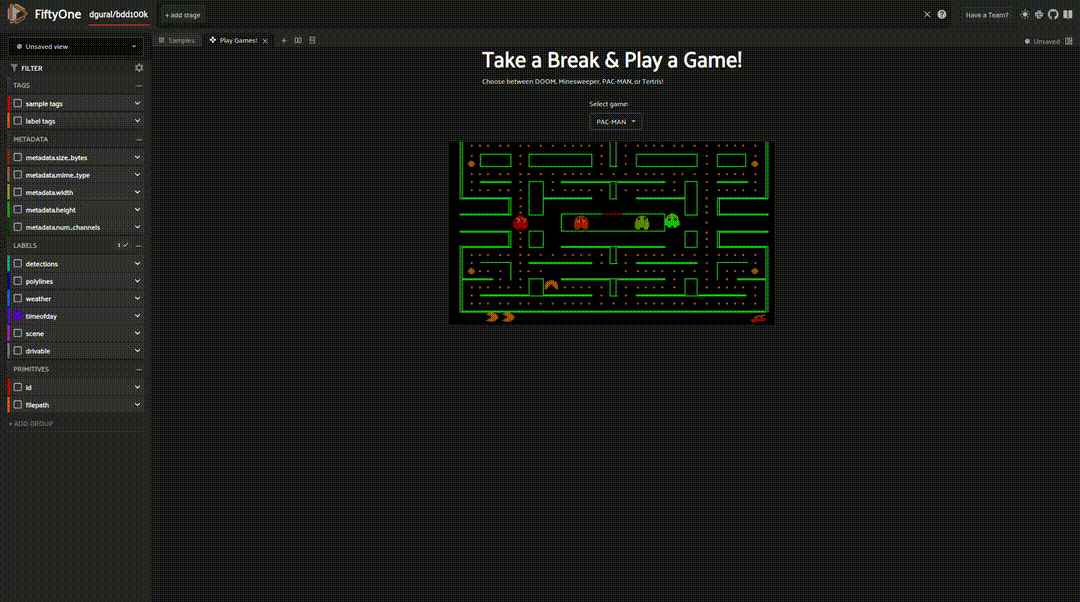 FiftyOne
dgural/bdd100k
+ add stage
Have a Team?
Unsaved view
Samples
Play Games!
Unsaved
FILTER
TAGS
sample tags
label tags
METADATA
metadata.size_bytes
metadata.mime_type
metadata.width
metadata.height
metadata.num_channels
LABELS
1
detections
polylines
weather
timeofday
scene
drivable
PRIMITIVES
id
filepath
+ ADD GROUP
Take a Break & Play a Game!
Choose between DOOM, Minesweeper, PAC-MAN, or Tertris!
Select game:
PAC-MAN